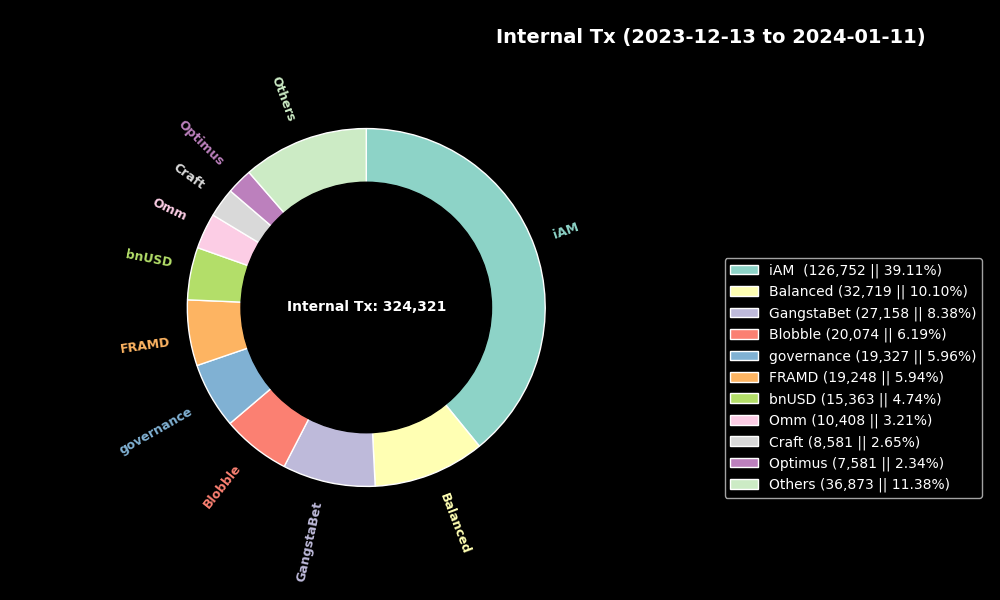 Internal Tx (2023-12-13 to 2024-01-11)
Others
Optimus
Craft
Omm
bnUSD
FRAMD
governance
Blobble
GangstaBet
Balanced
iAM
Internal Tx: 324,321
iAM  (126,752 || 39.11%)
Balanced (32,719 || 10.10%)
GangstaBet (27,158 || 8.38%)
Blobble (20,074 || 6.19%)
governance (19,327 || 5.96%)
FRAMD (19,248 || 5.94%)
bnUSD (15,363 || 4.74%)
Omm (10,408 || 3.21%)
Craft (8,581 || 2.65%)
Optimus (7,581 || 2.34%)
Others (36,873 || 11.38%)